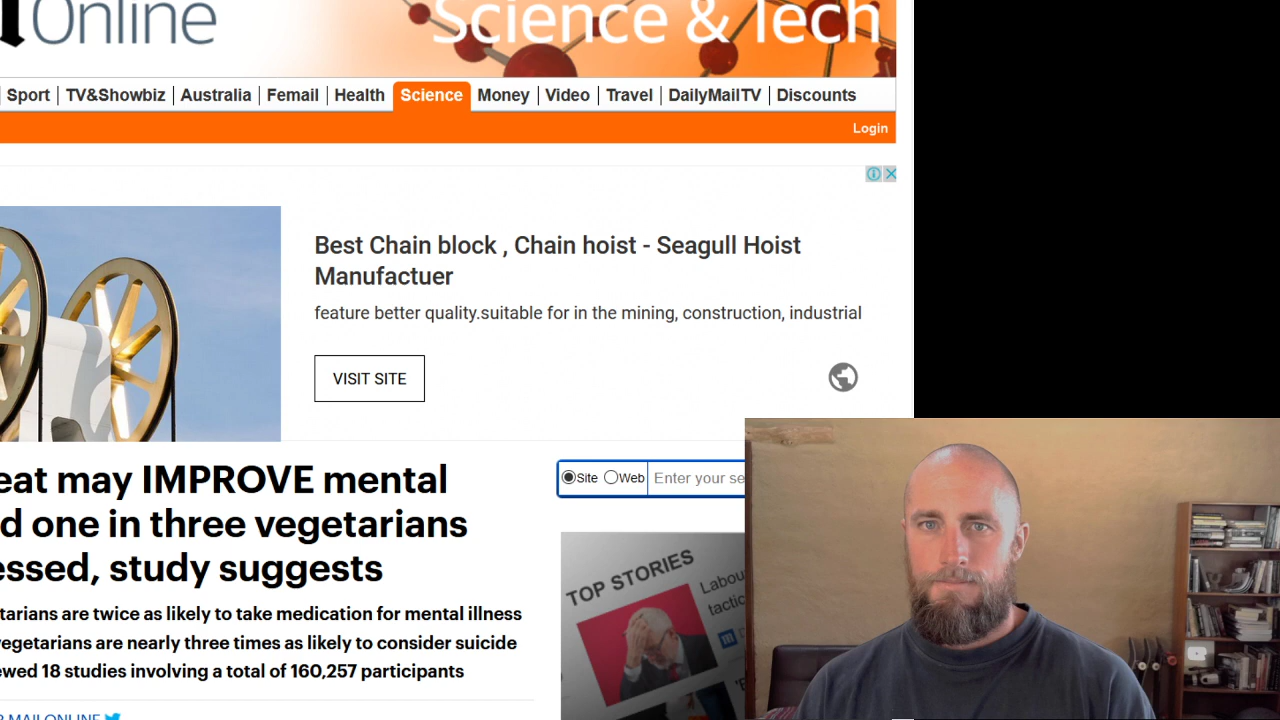 Online
Science & Tech
Sport TV&Showbiz Australia Femail Health Science Money Video Travel DailyMailTV Discounts
Login
Best Chain block , Chain hoist - Seagull Hoist
Manufactuer
feature better quality.suitable for in the mining, construction, industrial
VISIT SITE
eat may IMPROVE mental
d one in three vegetarians
essed, study suggests
tarians are twice as likely to take medication for mental illness
vegetarians are nearly three times as likely to consider suicide
ewed 18 studies involving a total of 160,257 participants
R MAILONLINE
Site Web Enter your se
TOP STORIES
Labou
tactic